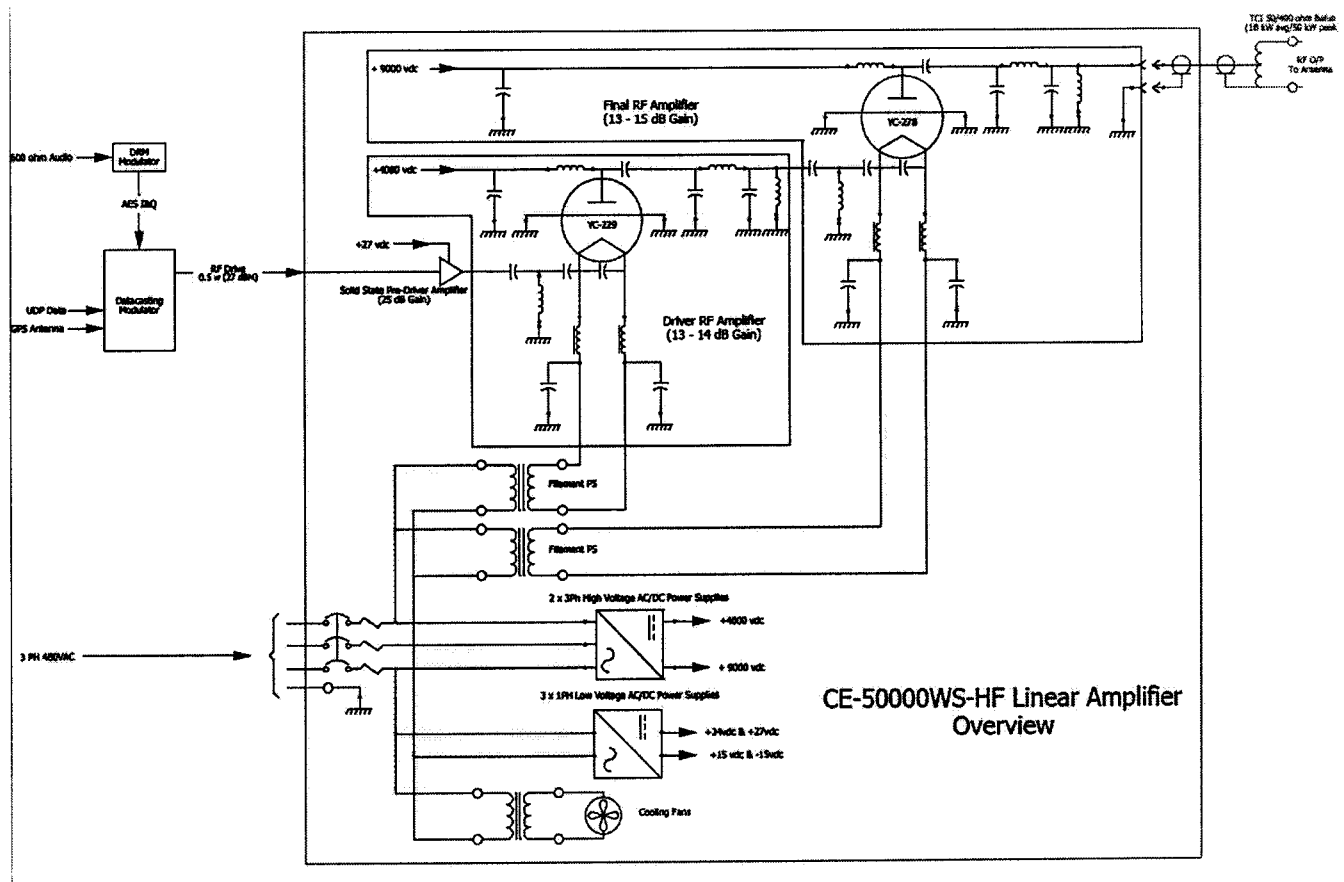 TCI 50/400 ohm Balun
(18 kW avg/50 kW peak
RF O/P
To Antenna
+ 9000 vdc
Final RF Amplifier
(13 - 15 dB Gain)
YC-278
600 ohm Audio
DRM
Modulator
AES I&Q
+4000 vdc
YC-229
+27 vdc
RF Drive
0.5 w (27 dBM)
Solid State Pre-Driver Amplifier
(25 dB Gain)
Datacasting
Modulator
UDP Data
GPS Antenna
Driver RF Amplifier
(13 - 14 dB Gain)
Filament PS
Filament PS
2 x 3Ph High Voltage AC/DC Power Supplies
+4000 vdc
3 PH 480VAC
+ 9000 vdc
3 x 1PH Low Voltage AC/DC Power Supplies
+24vdc & +27vdc
+15 vdc & -15vdc
CE-50000WS-HF Linear Amplifier
Overview
Cooling Fans